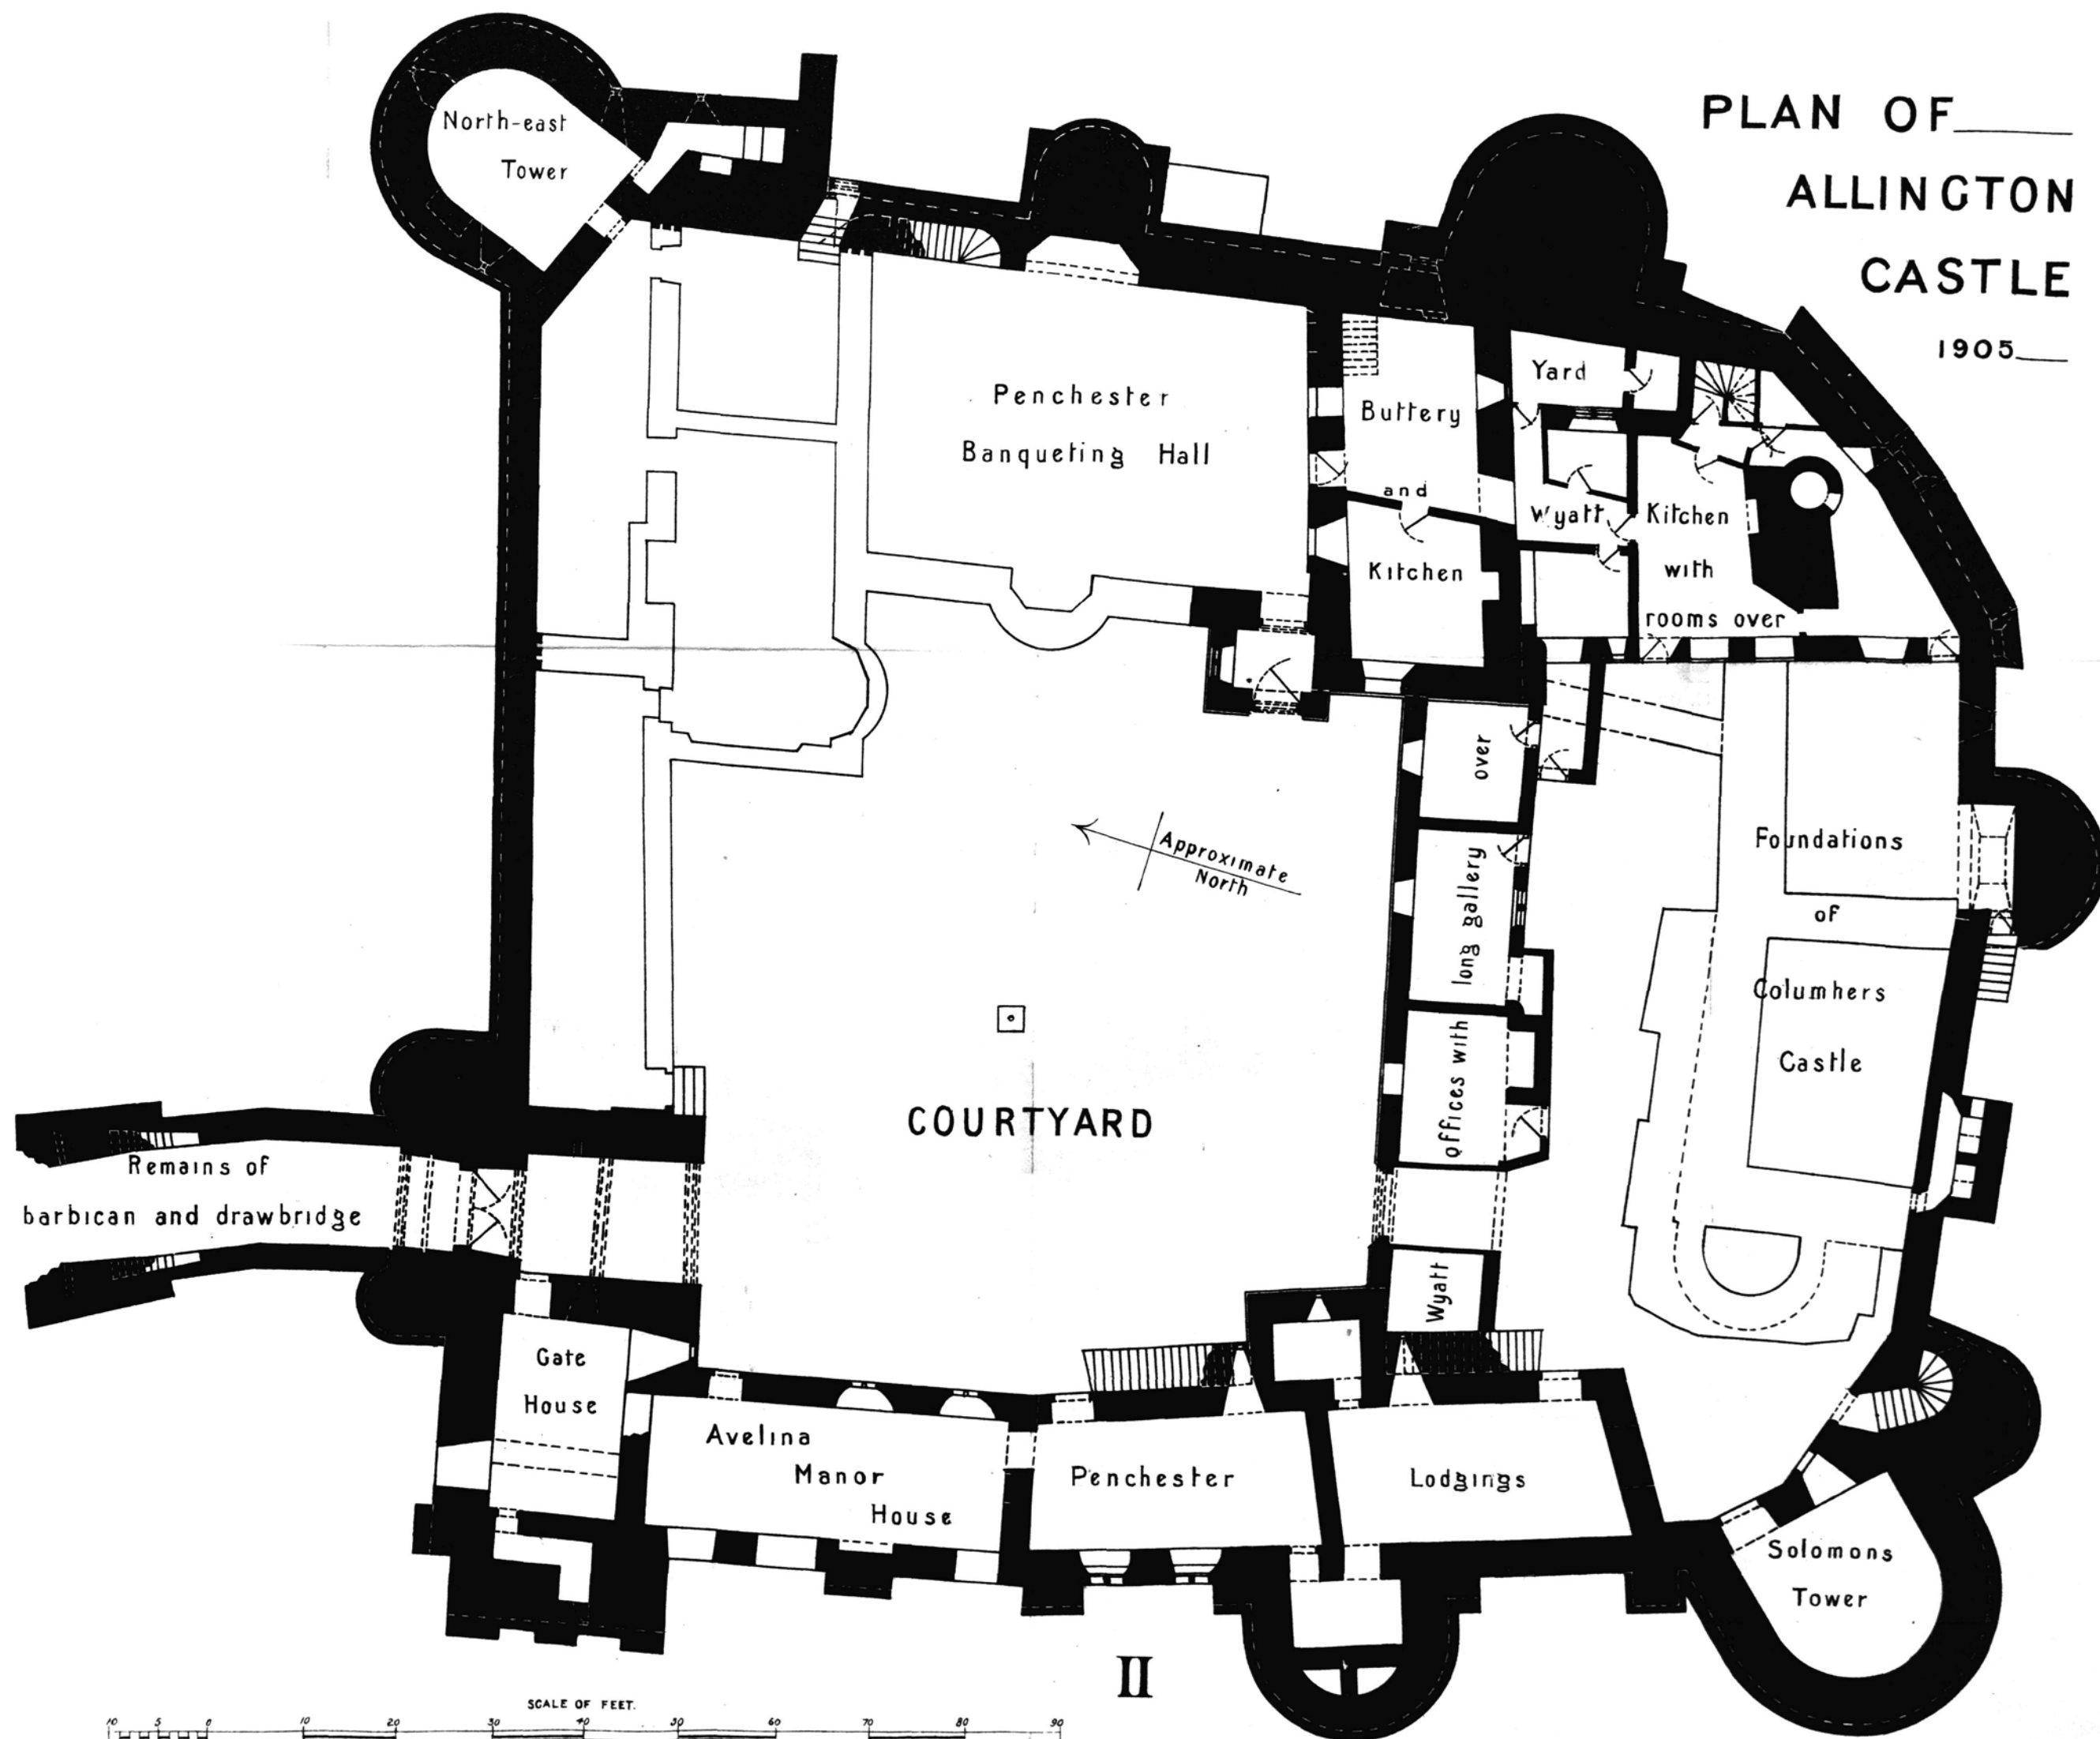 PLAN OF
ALLINGTON
CASTLE
1905
North-east
Tower
Penchester
Banqueting Hall
Buttery
and
Kitchen
Yard
Wyatt
Kitchen
with
rooms over
Approximate
North
over
long gallery
offices with
Wyatt
Foundations
of
Columhers
Castle
COURTYARD
Remains of
barbican and drawbridge
Gate
House
Avelina
Manor
House
Penchester
Lodgings
Solomons
Tower
II
SCALE OF FEET.
10 5 0 10 20 30 40 50 60 70 80 90